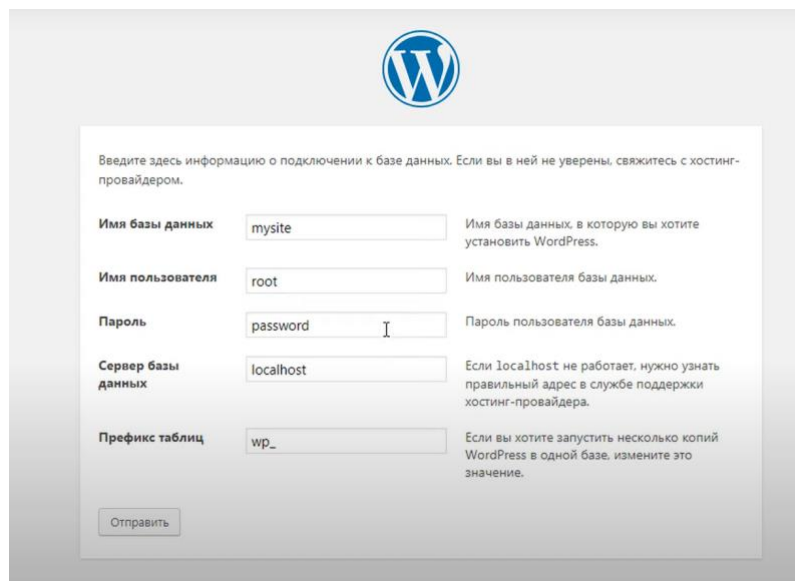 Введите здесь информацию о подключении к базе данных. Если вы в ней не уверены, свяжитесь с хостинг-
провайдером.
Имя базы данных
mysite
Имя базы данных, в которую вы хотите
установить WordPress.
Имя пользователя
root
Имя пользователя базы данных.
Пароль
password
Пароль пользователя базы данных.
Сервер базы
данных
localhost
Если localhost не работает, нужно узнать
правильный адрес в службе поддержки
хостинг-провайдера.
Префикс таблиц
wp_
Если вы хотите запустить несколько копий
WordPress в одной базе, измените это
значение.
Отправить